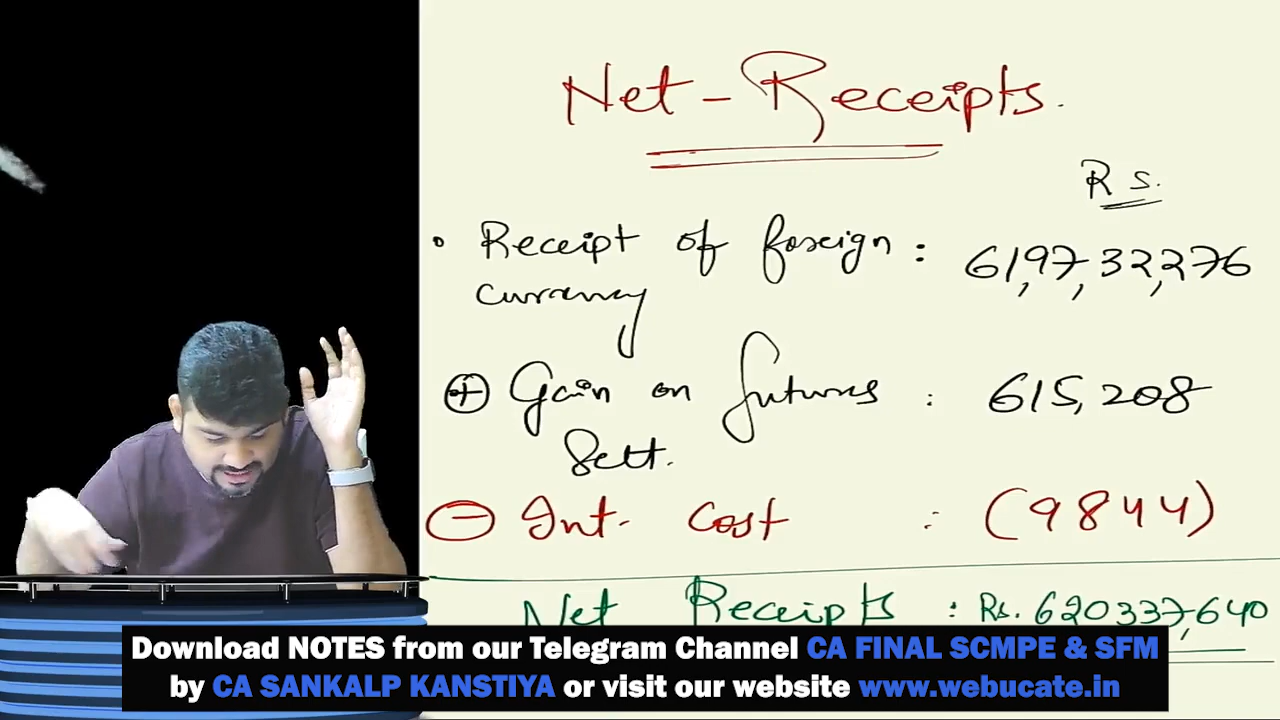 Net - Receipts.
Rs.
• Receipt of foreign : 61,97,32,276
currency
⊕ Gain on futures : 615,208
Sett.
⊖ Int. Cost : (9844)
Net Receipts : Rs. 620337,640
Download NOTES from our Telegram Channel CA FINAL SCMPE & SFM
by CA SANKALP KANSTIYA or visit our website www.webucate.in